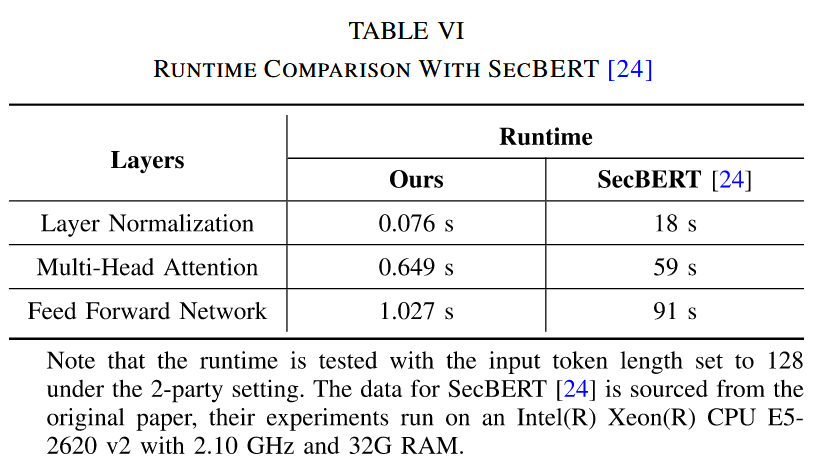 TABLE VI
RUNTIME COMPARISON WITH SECBERT [24]
Layers
Runtime
Ours
SecBERT [24]
Layer Normalization 0.076 s 18 s
Multi-Head Attention 0.649 s 59 s
Feed Forward Network 1.027 s 91 s
Note that the runtime is tested with the input token length set to 128
under the 2-party setting. The data for SecBERT [24] is sourced from the
original paper, their experiments run on an Intel(R) Xeon(R) CPU E5-
2620 v2 with 2.10 GHz and 32G RAM.